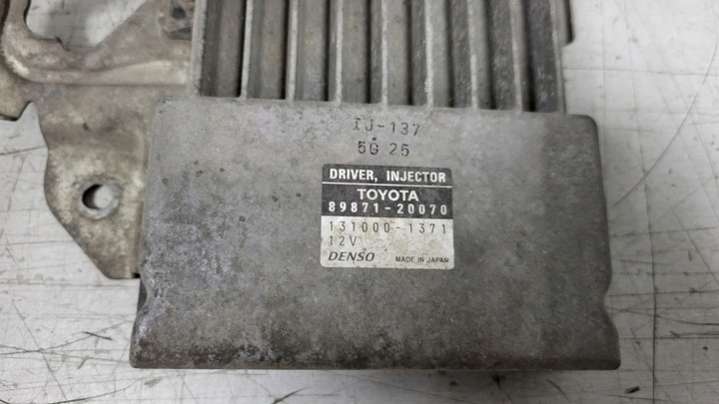 IJ-137
5G 25
DRIVER, INJECTOR
TOYOTA
89871-20070
131000-1371
12V
DENSO MADE IN JAPAN